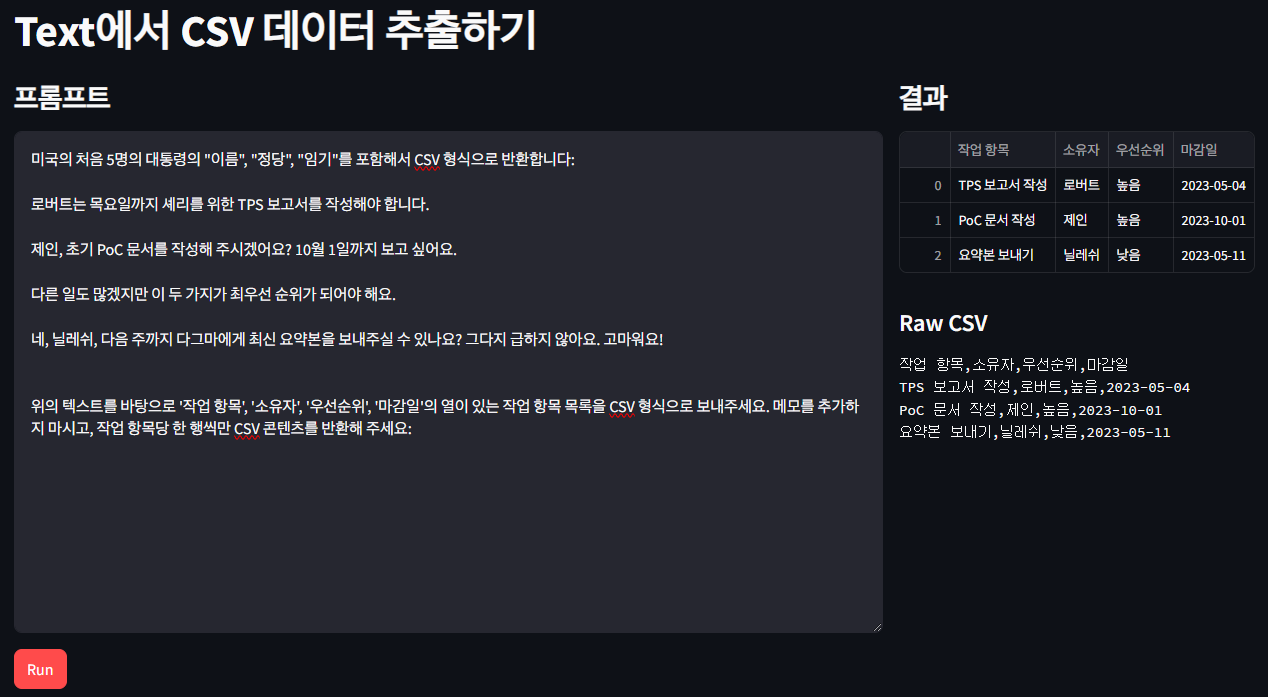 Text에서 CSV 데이터 추출하기
프롬프트
미국의 처음 5명의 대통령의 "이름", "정당", "임기"를 포함해서 CSV 형식으로 반환합니다:
로버트는 목요일까지 셰리를 위한 TPS 보고서를 작성해야 합니다.
제인, 초기 PoC 문서를 작성해 주시겠어요? 10월 1일까지 보고 싶어요.
다른 일도 많겠지만 이 두 가지가 최우선 순위가 되어야 해요.
네, 닐레쉬, 다음 주까지 다그마에게 최신 요약본을 보내주실 수 있나요? 그다지 급하지 않아요. 고마워요!
위의 텍스트를 바탕으로 '작업 항목', '소유자', '우선순위', '마감일'의 열이 있는 작업 항목 목록을 CSV 형식으로 보내주세요. 메모를 추가하
지 마시고, 작업 항목당 한 행씩만 CSV 콘텐츠를 반환해 주세요:
Run
결과
작업 항목 소유자 우선순위 마감일
0 TPS 보고서 작성 로버트 높음 2023-05-04
1 PoC 문서 작성 제인 높음 2023-10-01
2 요약본 보내기 닐레쉬 낮음 2023-05-11
Raw CSV
작업 항목,소유자,우선순위,마감일
TPS 보고서 작성,로버트,높음,2023-05-04
PoC 문서 작성,제인,높음,2023-10-01
요약본 보내기,닐레쉬,낮음,2023-05-11